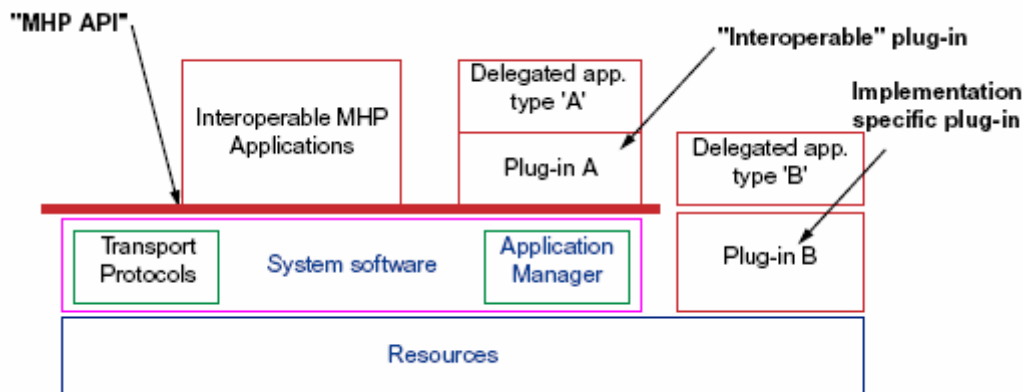 "MHP API"
"Interoperable" plug-in
Delegated app.
type 'A'
Implementation
specific plug-in
Interoperable MHP
Applications
Plug-in A
Delegated app.
type 'B'
Transport
Protocols
System software
Application
Manager
Plug-in B
Resources